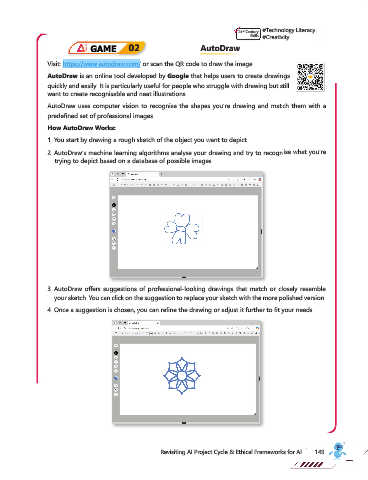 21st Century Skills #Technology Literacy
#Creativity
AI GAME 02
AutoDraw
Visit: https://www.autodraw.com/ or scan the QR code to draw the image
AutoDraw is an online tool developed by Google that helps users to create drawings
quickly and easily. It is particularly useful for people who struggle with drawing but still
want to create recognisable and neat illustrations
AutoDraw uses computer vision to recognise the shapes you're drawing and match them with a
predefined set of professional images
How AutoDraw Works:
1. You start by drawing a rough sketch of the object you want to depict
2. AutoDraw's machine learning algorithms analyse your drawing and try to recognise what you're
trying to depict based on a database of possible images
3. AutoDraw offers suggestions of professional-looking drawings that match or closely resemble
your sketch. You can click on the suggestion to replace your sketch with the more polished version
4. Once a suggestion is chosen, you can refine the drawing or adjust it further to fit your needs
Revisiting AI Project Cycle & Ethical Frameworks for AI